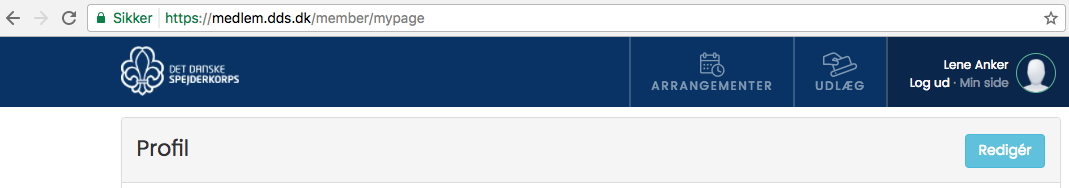 Sikker https://medlem.dds.dk/member/mypage
DET DANSKE
SPEJDERKORPS
ARRANGEMENTER
UDLÆG
Lene Anker
Log ud · Min side
Profil
Redigér